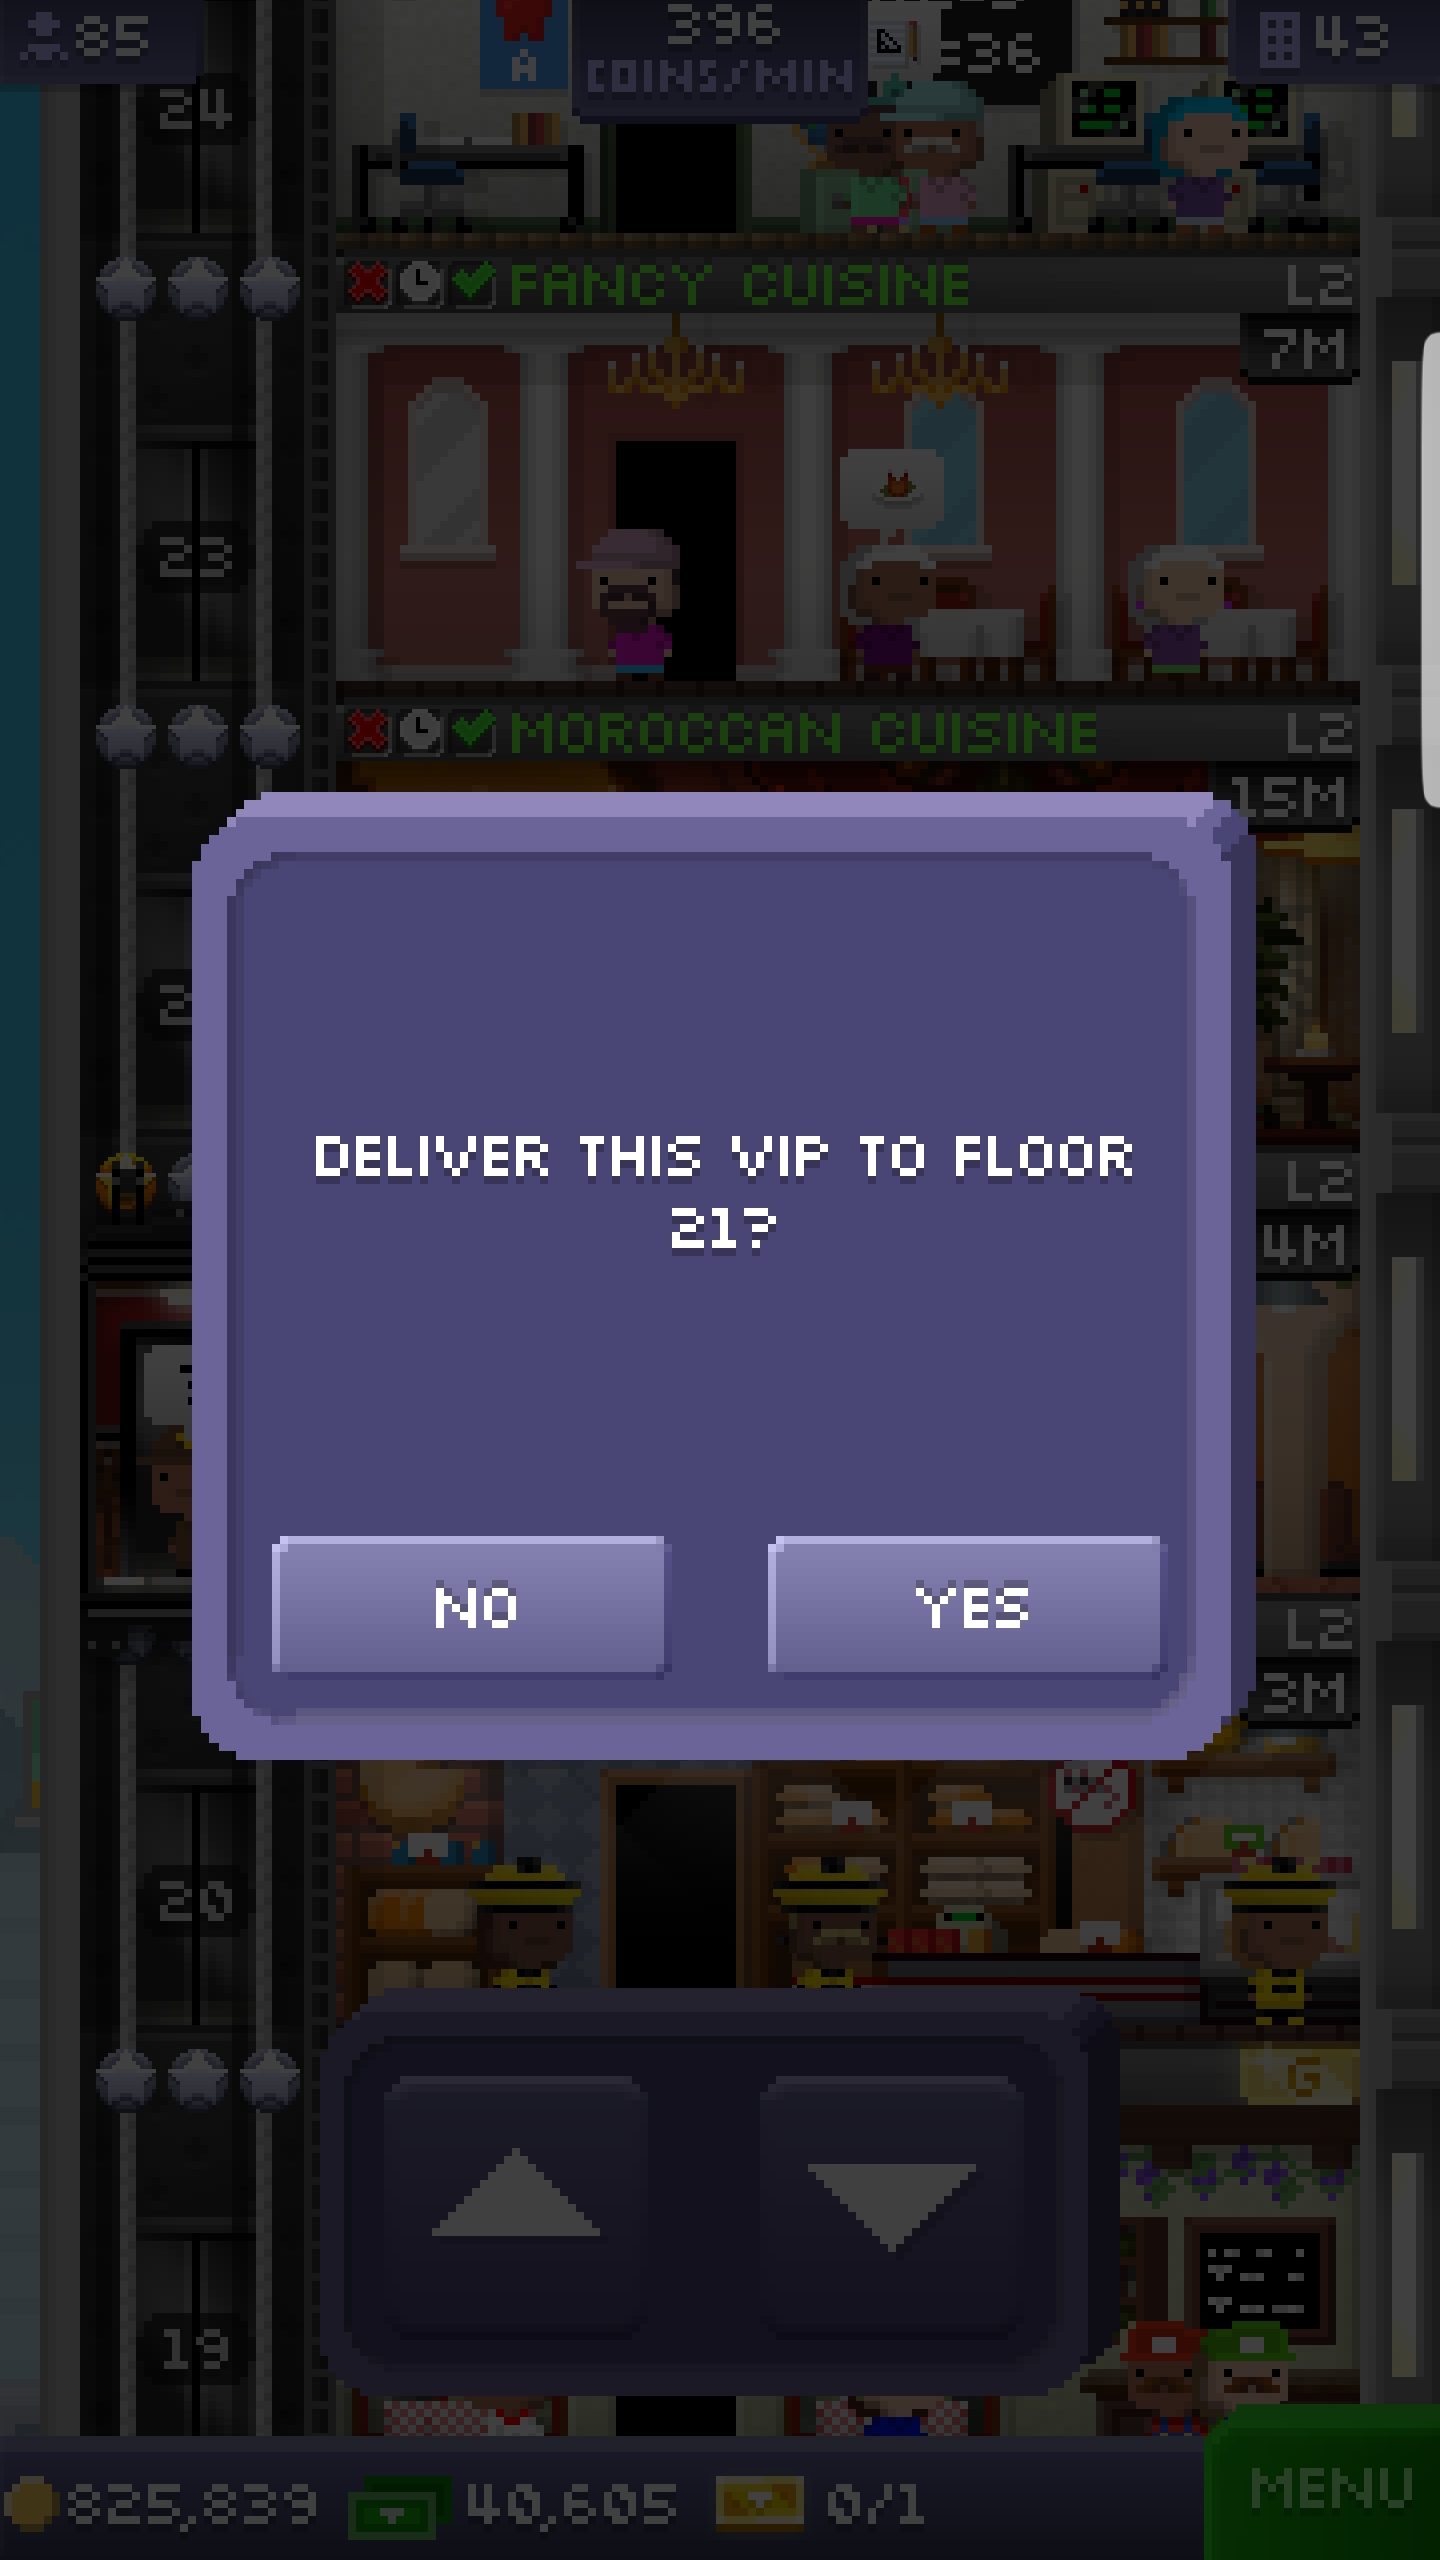 85
396
COINS/MIN
43
A
=36
24
FANCY CUISINE
L2
7M
23
MOROCCAN CUISINE
L2
15M
L2
4M
DELIVER THIS VIP TO FLOOR
21?
NO
YES
L2
3M
20
G
19
825,839
40,605
0/1
MENU